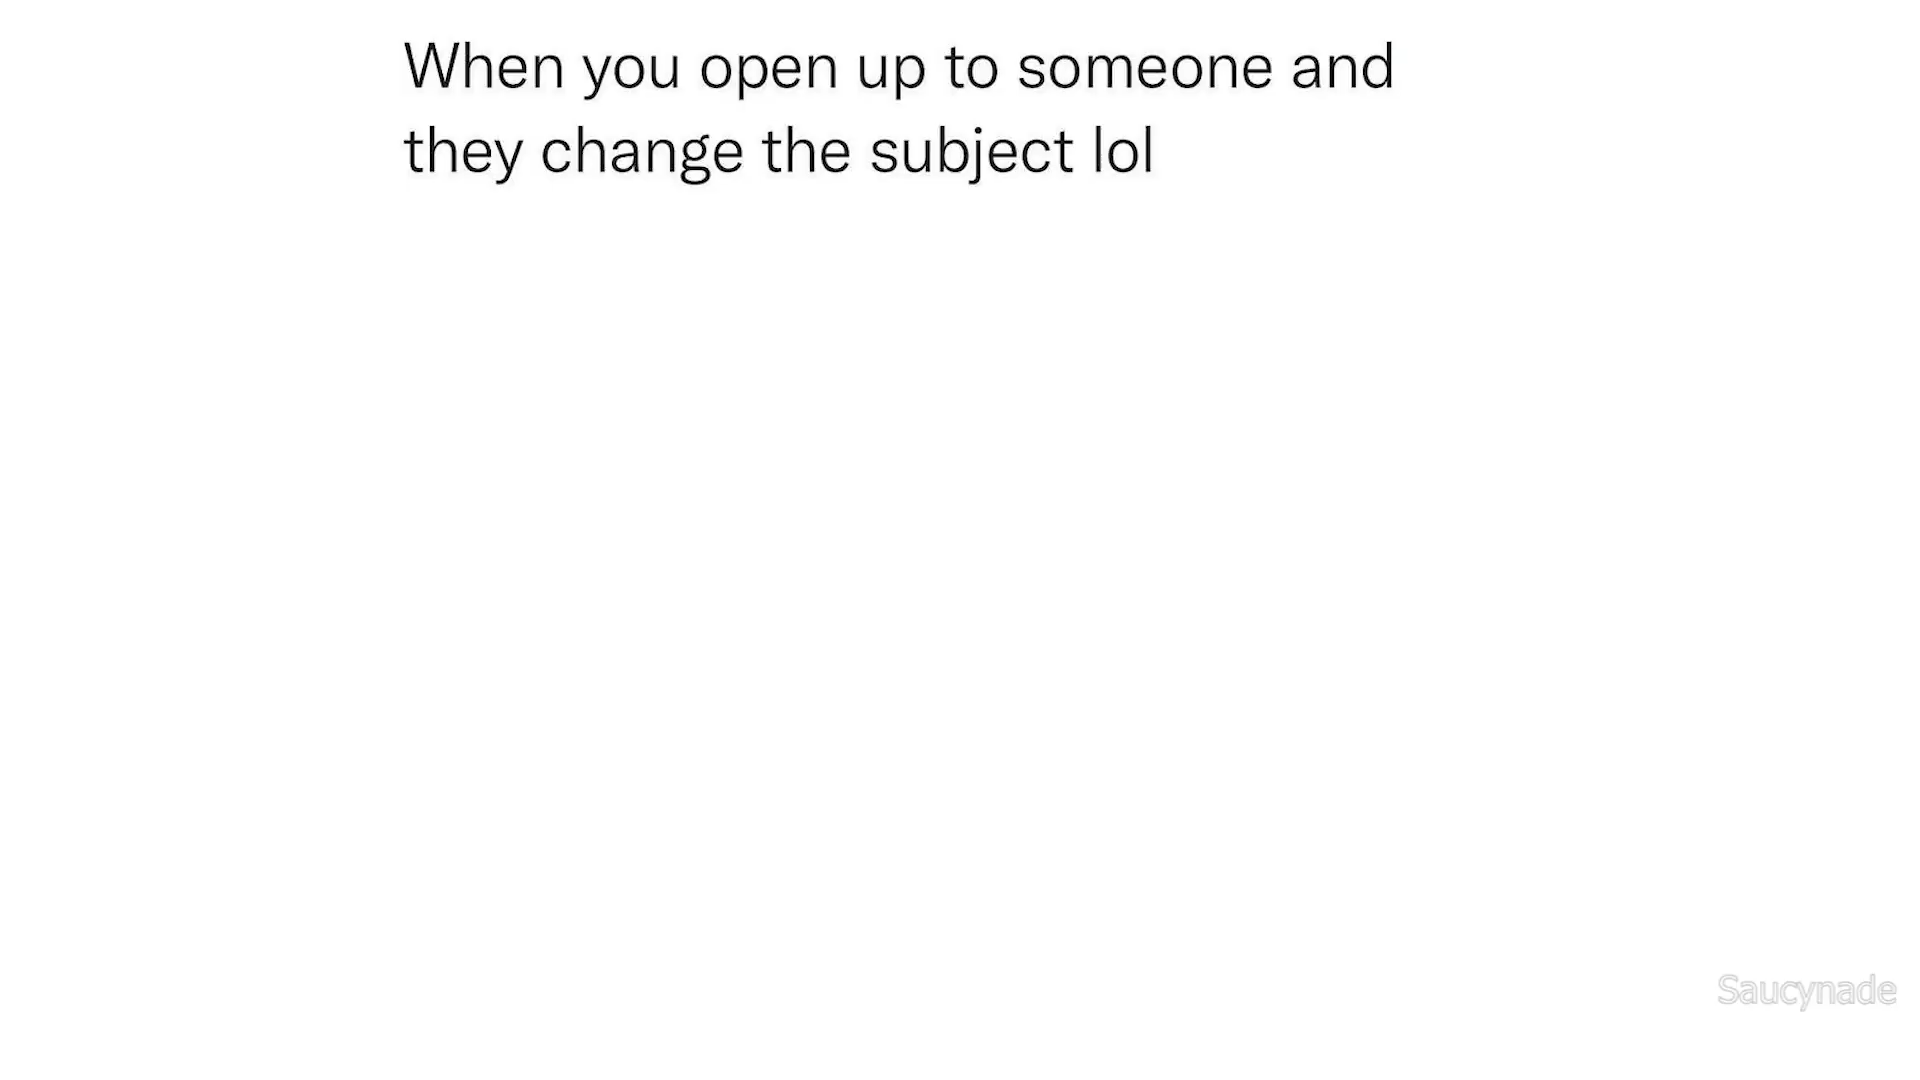 When you open up to someone and
they change the subject lol
Saucynade